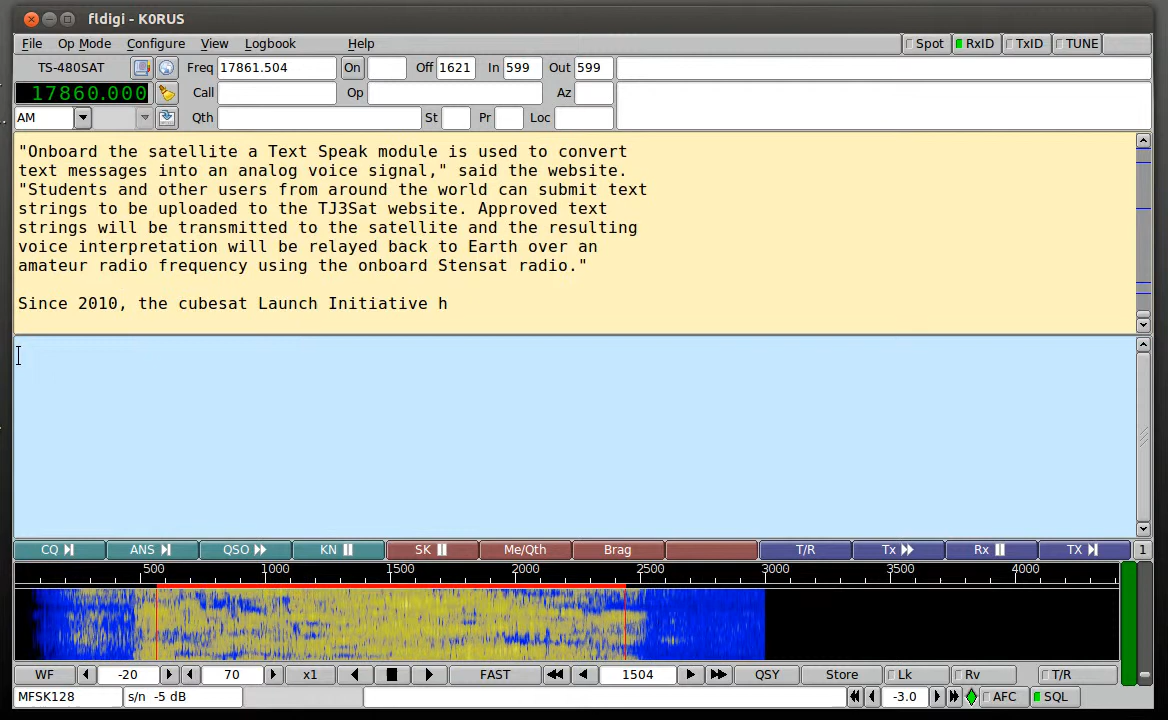 fldigi - K0RUS
File Op Mode Configure View Logbook Help Spot RxID TxID TUNE
TS-480SAT Freq 17861.504 On Off 1621 In 599 Out 599
17860.000 Call Op Az
AM Qth St Pr Loc
"Onboard the satellite a Text Speak module is used to convert
text messages into an analog voice signal," said the website.
"Students and other users from around the world can submit text
strings to be uploaded to the TJ3Sat website. Approved text
strings will be transmitted to the satellite and the resulting
voice interpretation will be relayed back to Earth over an
amateur radio frequency using the onboard Stensat radio."
Since 2010, the cubesat Launch Initiative h
CQ ANS QSO KN SK Me/Qth Brag T/R Tx Rx TX 1
500 1000 1500 2000 2500 3000 3500 4000
WF -20 70 x1 FAST 1504 QSY Store Lk Rv T/R
MFSK128 s/n -5 dB -3.0 AFC SQL